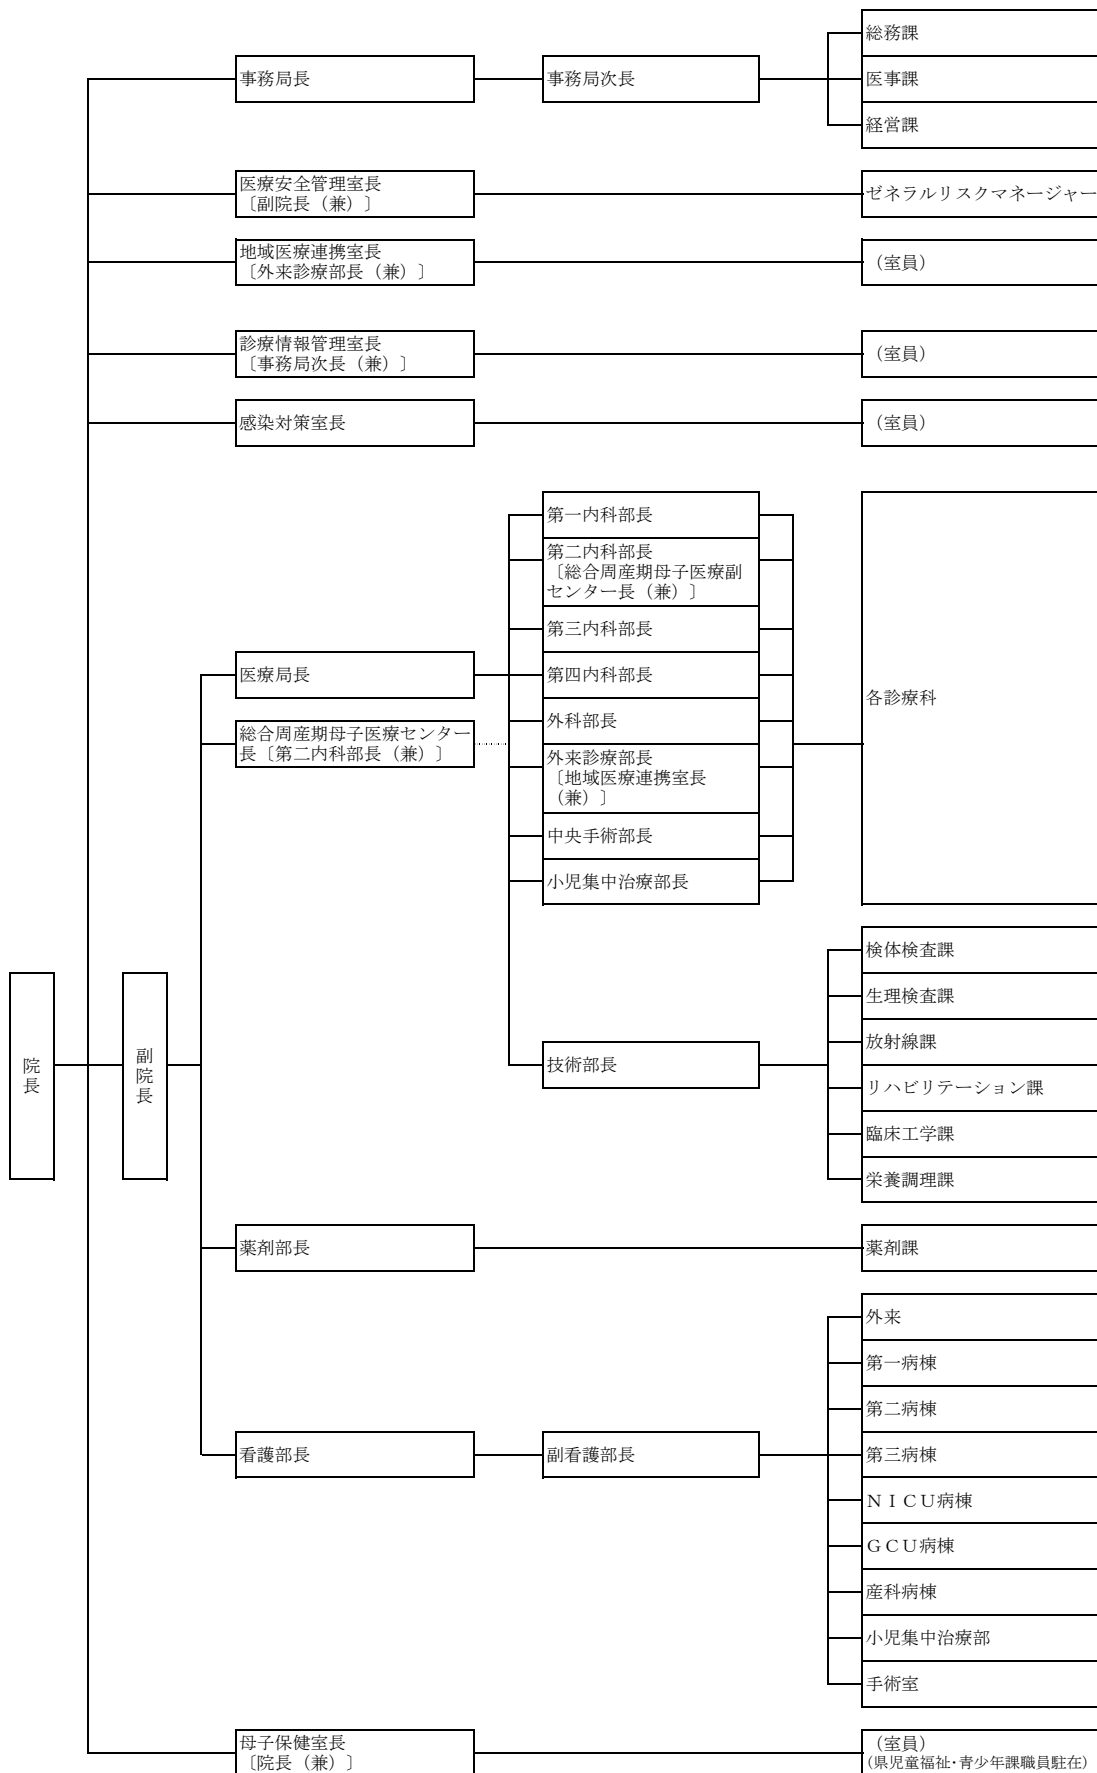 総務課
事務局長
事務局次長
医事課
経営課
医療安全管理室長
〔副院長（兼）〕
ゼネラルリスクマネージャー
地域医療連携室長
〔外来診療部長（兼）〕
（室員）
診療情報管理室長
〔事務局次長（兼）〕
（室員）
感染対策室長
（室員）
第一内科部長
第二内科部長
〔総合周産期母子医療副
センター長（兼）〕
第三内科部長
医療局長
第四内科部長
各診療科
外科部長
総合周産期母子医療センター
長〔第二内科部長（兼）〕
外来診療部長
〔地域医療連携室長
（兼）〕
中央手術部長
小児集中治療部長
検体検査課
生理検査課
放射線課
院長
副院長
技術部長
リハビリテーション課
臨床工学課
栄養調理課
薬剤部長
薬剤課
外来
第一病棟
第二病棟
看護部長
副看護部長
第三病棟
ＮＩＣＵ病棟
ＧＣＵ病棟
産科病棟
小児集中治療部
手術室
母子保健室長
〔院長（兼）〕
（室員）
(県児童福祉・青少年課職員駐在)